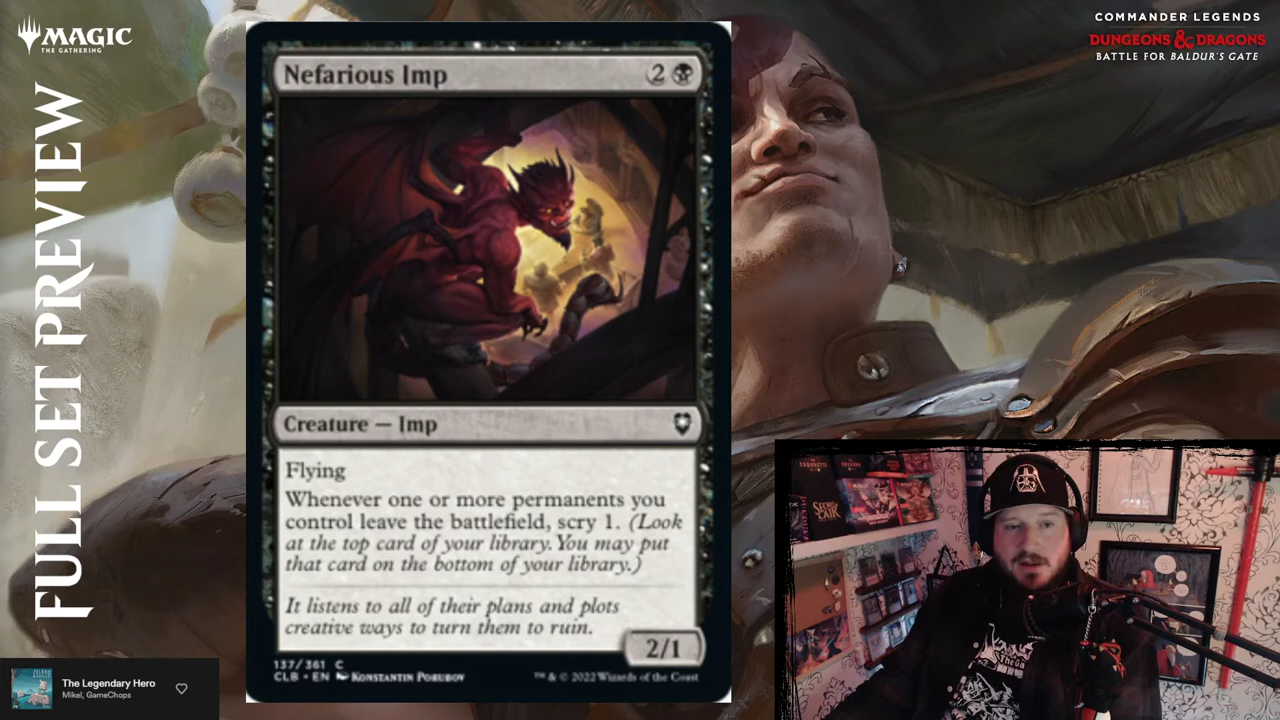 MAGIC
THE GATHERING
FULL SET PREVIEW
COMMANDER LEGENDS
DUNGEONS & DRAGONS
BATTLE FOR BALDUR'S GATE
Nefarious Imp
2
Creature — Imp
Flying
Whenever one or more permanents you
control leave the battlefield, scry 1. (Look
at the top card of your library. You may put
that card on the bottom of your library.)
It listens to all of their plans and plots
creative ways to turn them to ruin.
2/1
137/361 C
CLB • EN KONSTANTIN PORUBOV
™ & © 2022 Wizards of the Coast
The Legendary Hero
Mikel, GameChops
SECRET
LAIR